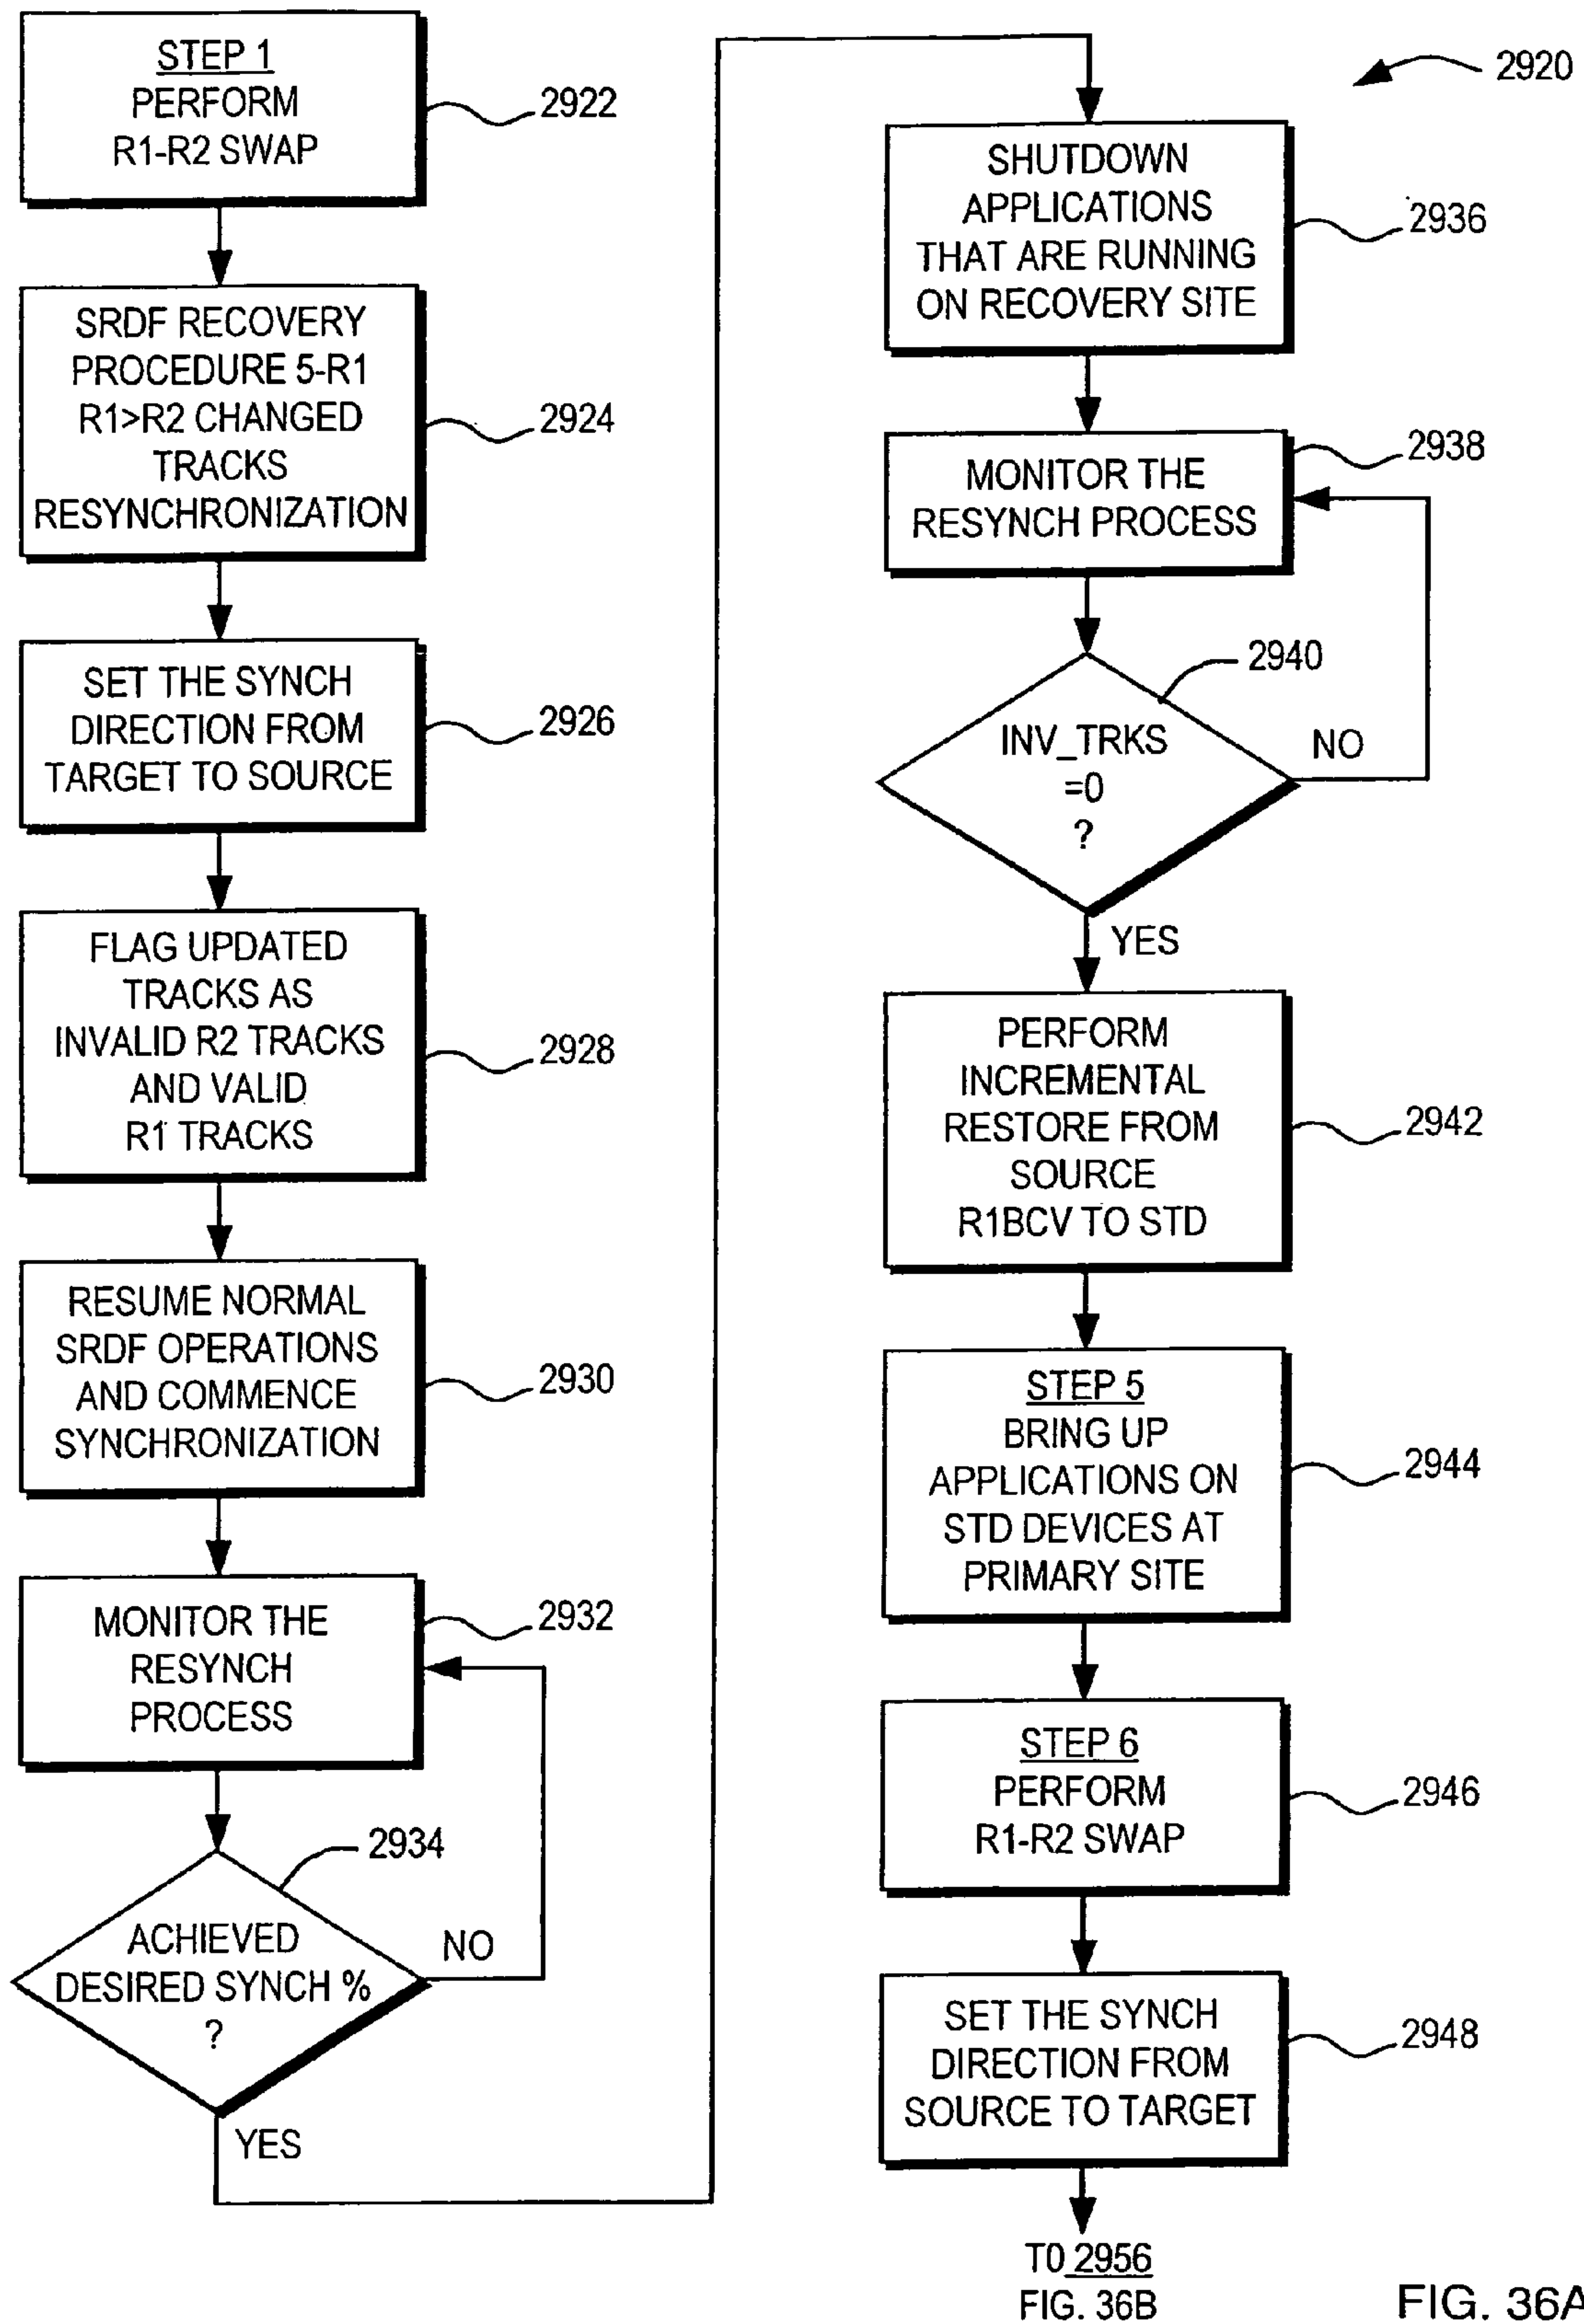 STEP 1
PERFORM
R1-R2 SWAP
2922
SRDF RECOVERY
PROCEDURE 5-R1
R1>R2 CHANGED
TRACKS
RESYNCHRONIZATION
2924
SET THE SYNCH
DIRECTION FROM
TARGET TO SOURCE
2926
FLAG UPDATED
TRACKS AS
INVALID R2 TRACKS
AND VALID
R1 TRACKS
2928
RESUME NORMAL
SRDF OPERATIONS
AND COMMENCE
SYNCHRONIZATION
2930
MONITOR THE
RESYNCH
PROCESS
2932
2934
ACHIEVED
DESIRED SYNCH %
?
NO
YES
2920
SHUTDOWN
APPLICATIONS
THAT ARE RUNNING
ON RECOVERY SITE
2936
MONITOR THE
RESYNCH PROCESS
2938
2940
INV_TRKS
=0
?
NO
YES
PERFORM
INCREMENTAL
RESTORE FROM
SOURCE
R1BCV TO STD
2942
STEP 5
BRING UP
APPLICATIONS ON
STD DEVICES AT
PRIMARY SITE
2944
STEP 6
PERFORM
R1-R2 SWAP
2946
SET THE SYNCH
DIRECTION FROM
SOURCE TO TARGET
2948
TO 2956
FIG. 36B
FIG. 36A